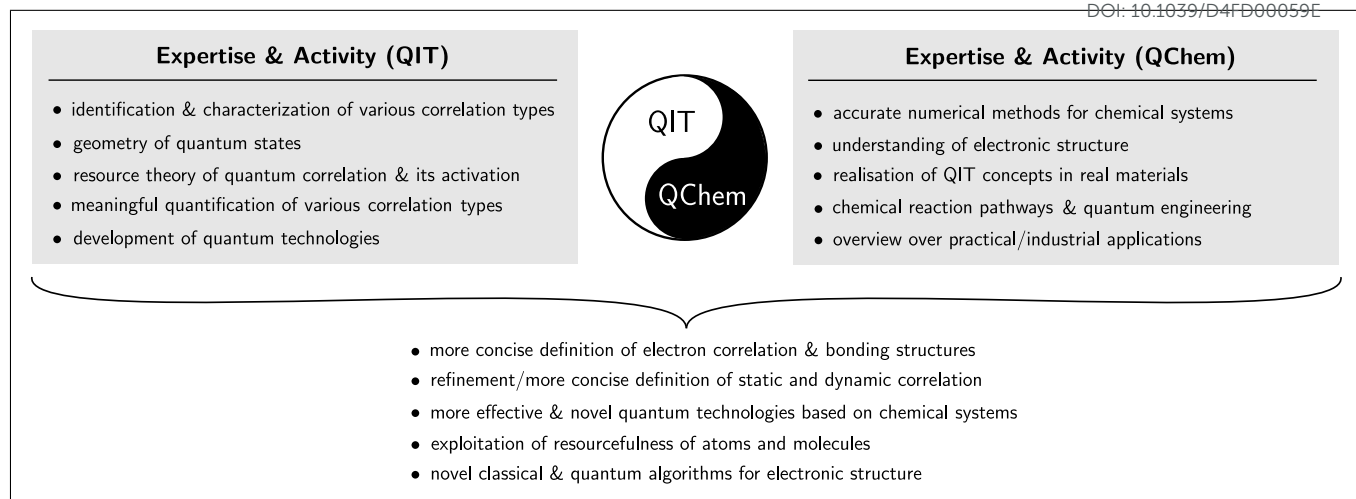 DOI: 10.1039/D4FD00059E
Expertise & Activity (QIT)
• identification & characterization of various correlation types
• geometry of quantum states
• resource theory of quantum correlation & its activation
• meaningful quantification of various correlation types
• development of quantum technologies
QIT
QChem
Expertise & Activity (QChem)
• accurate numerical methods for chemical systems
• understanding of electronic structure
• realisation of QIT concepts in real materials
• chemical reaction pathways & quantum engineering
• overview over practical/industrial applications
• more concise definition of electron correlation & bonding structures
• refinement/more concise definition of static and dynamic correlation
• more effective & novel quantum technologies based on chemical systems
• exploitation of resourcefulness of atoms and molecules
• novel classical & quantum algorithms for electronic structure